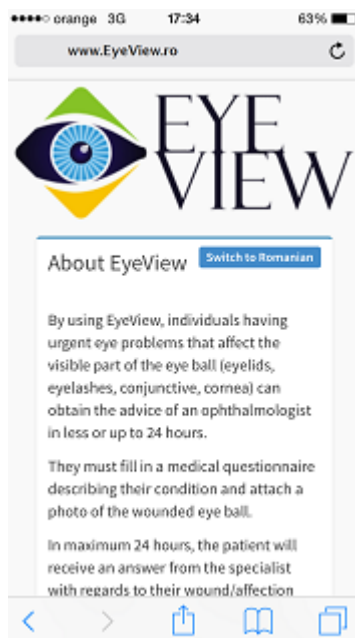 orange 3G 17:34 63%
www.EyeView.ro
EYE
VIEW
About EyeView
Switch to Romanian
By using EyeView, individuals having
urgent eye problems that affect the
visible part of the eye ball (eyelids,
eyelashes, conjunctive, cornea) can
obtain the advice of an ophthalmologist
in less or up to 24 hours.
They must fill in a medical questionnaire
describing their condition and attach a
photo of the wounded eye ball.
In maximum 24 hours, the patient will
receive an answer from the specialist
with regards to their wound/affection